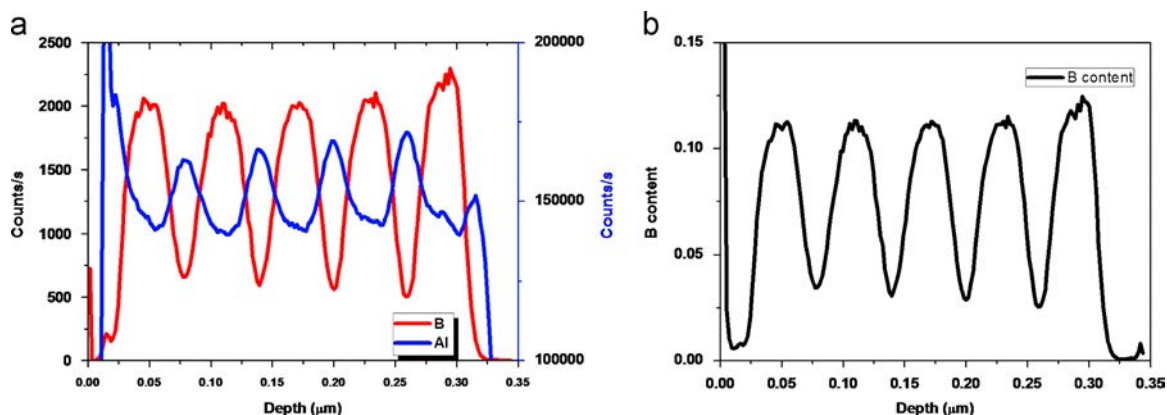 a
2500
2000
1500
1000
500
0
Counts/s
200000
150000
100000
Counts/s
B
Al
0.00 0.05 0.10 0.15 0.20 0.25 0.30 0.35
Depth (μm)
b
0.15
0.10
0.05
0.00
B content
B content
0.00 0.05 0.10 0.15 0.20 0.25 0.30 0.35
Depth (μm)